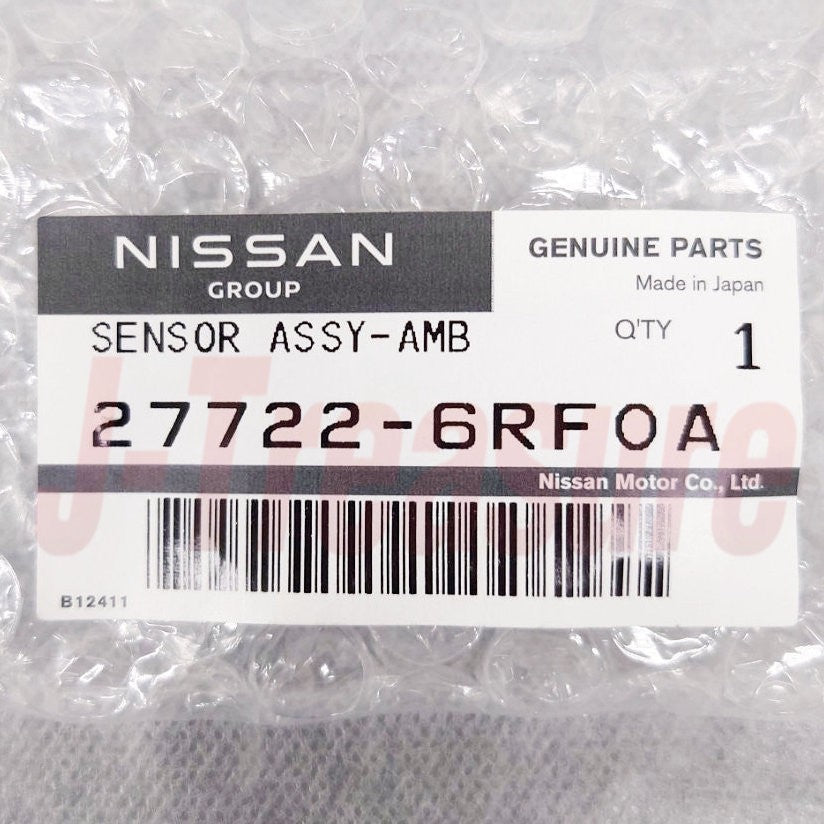 NISSAN
GROUP
GENUINE PARTS
Made in Japan
SENSOR ASSY-AMB
Q'TY 1
27722-6RF0A
Nissan Motor Co., Ltd.
B12411
J-Treasure